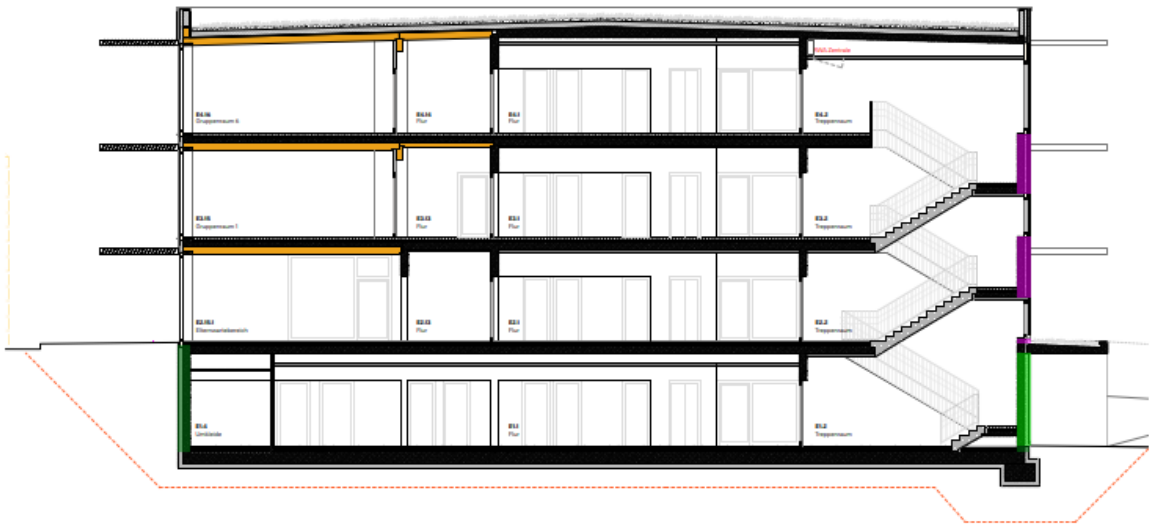 RWA-Zentrale
E4.16
Gruppenraum 6
E4.14
Flur
E4.1
Flur
E4.2
Treppenraum
E3.15
Gruppenraum 1
E3.13
Flur
E3.1
Flur
E3.2
Treppenraum
E2.15.1
Elternwartebereich
E2.13
Flur
E2.1
Flur
E2.2
Treppenraum
E1.4
Umkleide
E1.1
Flur
E1.2
Treppenraum